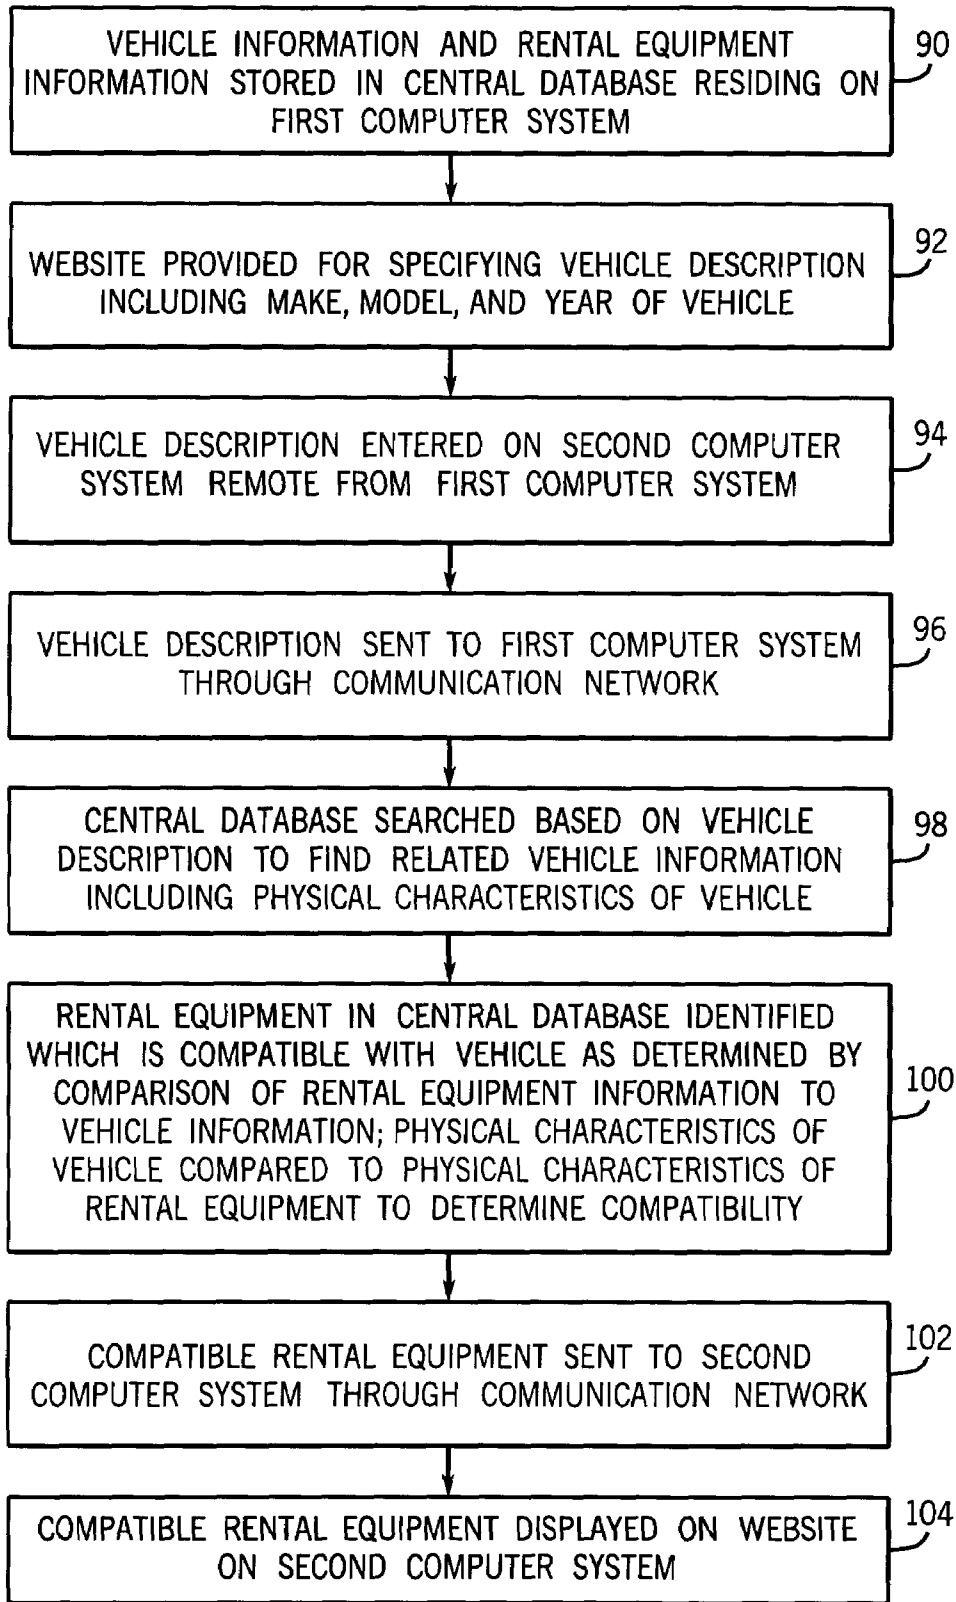 VEHICLE INFORMATION AND RENTAL EQUIPMENT
INFORMATION STORED IN CENTRAL DATABASE RESIDING ON
FIRST COMPUTER SYSTEM
90
WEBSITE PROVIDED FOR SPECIFYING VEHICLE DESCRIPTION
INCLUDING MAKE, MODEL, AND YEAR OF VEHICLE
92
VEHICLE DESCRIPTION ENTERED ON SECOND COMPUTER
SYSTEM REMOTE FROM FIRST COMPUTER SYSTEM
94
VEHICLE DESCRIPTION SENT TO FIRST COMPUTER SYSTEM
THROUGH COMMUNICATION NETWORK
96
CENTRAL DATABASE SEARCHED BASED ON VEHICLE
DESCRIPTION TO FIND RELATED VEHICLE INFORMATION
INCLUDING PHYSICAL CHARACTERISTICS OF VEHICLE
98
RENTAL EQUIPMENT IN CENTRAL DATABASE IDENTIFIED
WHICH IS COMPATIBLE WITH VEHICLE AS DETERMINED BY
COMPARISON OF RENTAL EQUIPMENT INFORMATION TO
VEHICLE INFORMATION; PHYSICAL CHARACTERISTICS OF
VEHICLE COMPARED TO PHYSICAL CHARACTERISTICS OF
RENTAL EQUIPMENT TO DETERMINE COMPATIBILITY
100
COMPATIBLE RENTAL EQUIPMENT SENT TO SECOND
COMPUTER SYSTEM THROUGH COMMUNICATION NETWORK
102
COMPATIBLE RENTAL EQUIPMENT DISPLAYED ON WEBSITE
ON SECOND COMPUTER SYSTEM
104